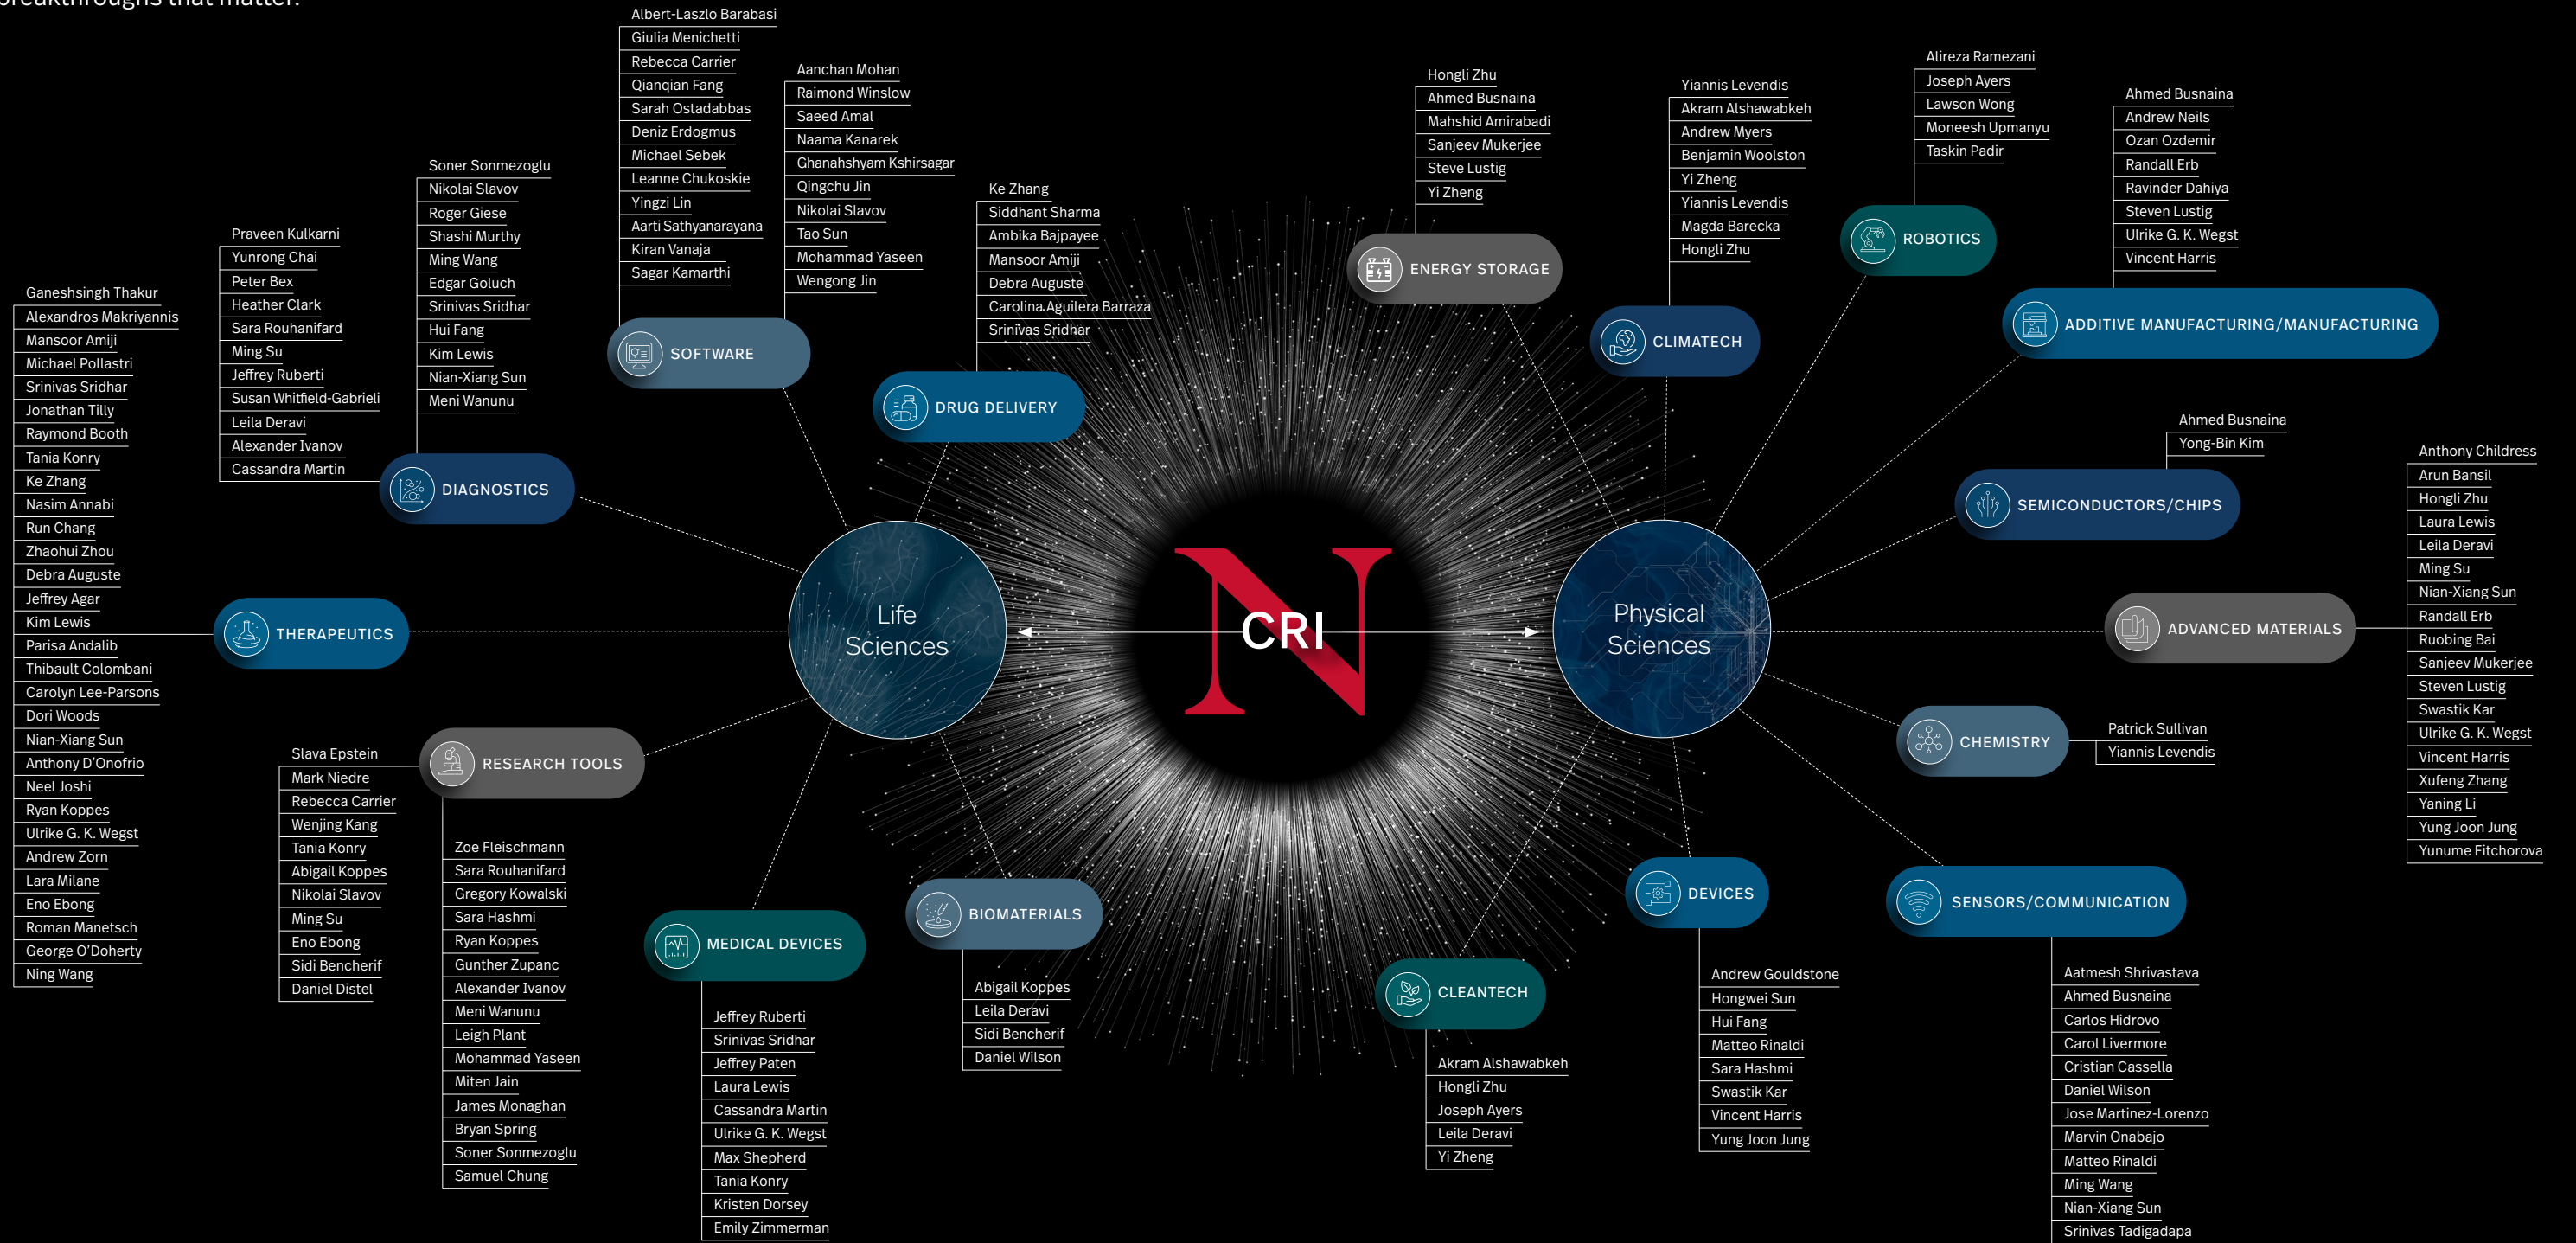 breakthroughs that matter.
Albert-Laszlo Barabasi
Giulia Menichetti
Rebecca Carrier
Qianqian Fang
Sarah Ostadabbas
Deniz Erdogmus
Michael Sebek
Leanne Chukoskie
Yingzi Lin
Aarti Sathyanarayana
Kiran Vanaja
Sagar Kamarthi
Aanchan Mohan
Raimond Winslow
Saeed Amal
Naama Kanarek
Ghanahshyam Kshirsagar
Qingchu Jin
Nikolai Slavov
Tao Sun
Mohammad Yaseen
Wengong Jin
SOFTWARE
Ke Zhang
Siddhant Sharma
Ambika Bajpayee
Mansoor Amiji
Debra Auguste
Carolina Aguilera Barraza
Srinivas Sridhar
DRUG DELIVERY
Soner Sonmezoglu
Nikolai Slavov
Roger Giese
Shashi Murthy
Ming Wang
Edgar Goluch
Srinivas Sridhar
Hui Fang
Kim Lewis
Nian-Xiang Sun
Meni Wanunu
Praveen Kulkarni
Yunrong Chai
Peter Bex
Heather Clark
Sara Rouhanifard
Ming Su
Jeffrey Ruberti
Susan Whitfield-Gabrieli
Leila Deravi
Alexander Ivanov
Cassandra Martin
DIAGNOSTICS
Ganeshsingh Thakur
Alexandros Makriyannis
Mansoor Amiji
Michael Pollastri
Srinivas Sridhar
Jonathan Tilly
Raymond Booth
Tania Konry
Ke Zhang
Nasim Annabi
Run Chang
Zhaohui Zhou
Debra Auguste
Jeffrey Agar
Kim Lewis
Parisa Andalib
Thibault Colombani
Carolyn Lee-Parsons
Dori Woods
Nian-Xiang Sun
Anthony D'Onofrio
Neel Joshi
Ryan Koppes
Ulrike G. K. Wegst
Andrew Zorn
Lara Milane
Eno Ebong
Roman Manetsch
George O'Doherty
Ning Wang
THERAPEUTICS
Life
Sciences
N
CRI
Physical
Sciences
RESEARCH TOOLS
Slava Epstein
Mark Niedre
Rebecca Carrier
Wenjing Kang
Tania Konry
Abigail Koppes
Nikolai Slavov
Ming Su
Eno Ebong
Sidi Bencherif
Daniel Distel
Zoe Fleischmann
Sara Rouhanifard
Gregory Kowalski
Sara Hashmi
Ryan Koppes
Gunther Zupanc
Alexander Ivanov
Meni Wanunu
Leigh Plant
Mohammad Yaseen
Miten Jain
James Monaghan
Bryan Spring
Soner Sonmezoglu
Samuel Chung
MEDICAL DEVICES
Jeffrey Ruberti
Srinivas Sridhar
Jeffrey Paten
Laura Lewis
Cassandra Martin
Ulrike G. K. Wegst
Max Shepherd
Tania Konry
Kristen Dorsey
Emily Zimmerman
BIOMATERIALS
Abigail Koppes
Leila Deravi
Sidi Bencherif
Daniel Wilson
Hongli Zhu
Ahmed Busnaina
Mahshid Amirabadi
Sanjeev Mukerjee
Steve Lustig
Yi Zheng
ENERGY STORAGE
Yiannis Levendis
Akram Alshawabkeh
Andrew Myers
Benjamin Woolston
Yi Zheng
Yiannis Levendis
Magda Barecka
Hongli Zhu
CLIMATECH
Alireza Ramezani
Joseph Ayers
Lawson Wong
Moneesh Upmanyu
Taskin Padir
ROBOTICS
Ahmed Busnaina
Andrew Neils
Ozan Ozdemir
Randall Erb
Ravinder Dahiya
Steven Lustig
Ulrike G. K. Wegst
Vincent Harris
ADDITIVE MANUFACTURING/MANUFACTURING
Ahmed Busnaina
Yong-Bin Kim
SEMICONDUCTORS/CHIPS
ADVANCED MATERIALS
Anthony Childress
Arun Bansil
Hongli Zhu
Laura Lewis
Leila Deravi
Ming Su
Nian-Xiang Sun
Randall Erb
Ruobing Bai
Sanjeev Mukerjee
Steven Lustig
Swastik Kar
Ulrike G. K. Wegst
Vincent Harris
Xufeng Zhang
Yaning Li
Yung Joon Jung
Yunume Fitchorova
CHEMISTRY
Patrick Sullivan
Yiannis Levendis
SENSORS/COMMUNICATION
Aatmesh Shrivastava
Ahmed Busnaina
Carlos Hidrovo
Carol Livermore
Cristian Cassella
Daniel Wilson
Jose Martinez-Lorenzo
Marvin Onabajo
Matteo Rinaldi
Ming Wang
Nian-Xiang Sun
Srinivas Tadigadapa
DEVICES
Andrew Gouldstone
Hongwei Sun
Hui Fang
Matteo Rinaldi
Sara Hashmi
Swastik Kar
Vincent Harris
Yung Joon Jung
CLEANTECH
Akram Alshawabkeh
Hongli Zhu
Joseph Ayers
Leila Deravi
Yi Zheng